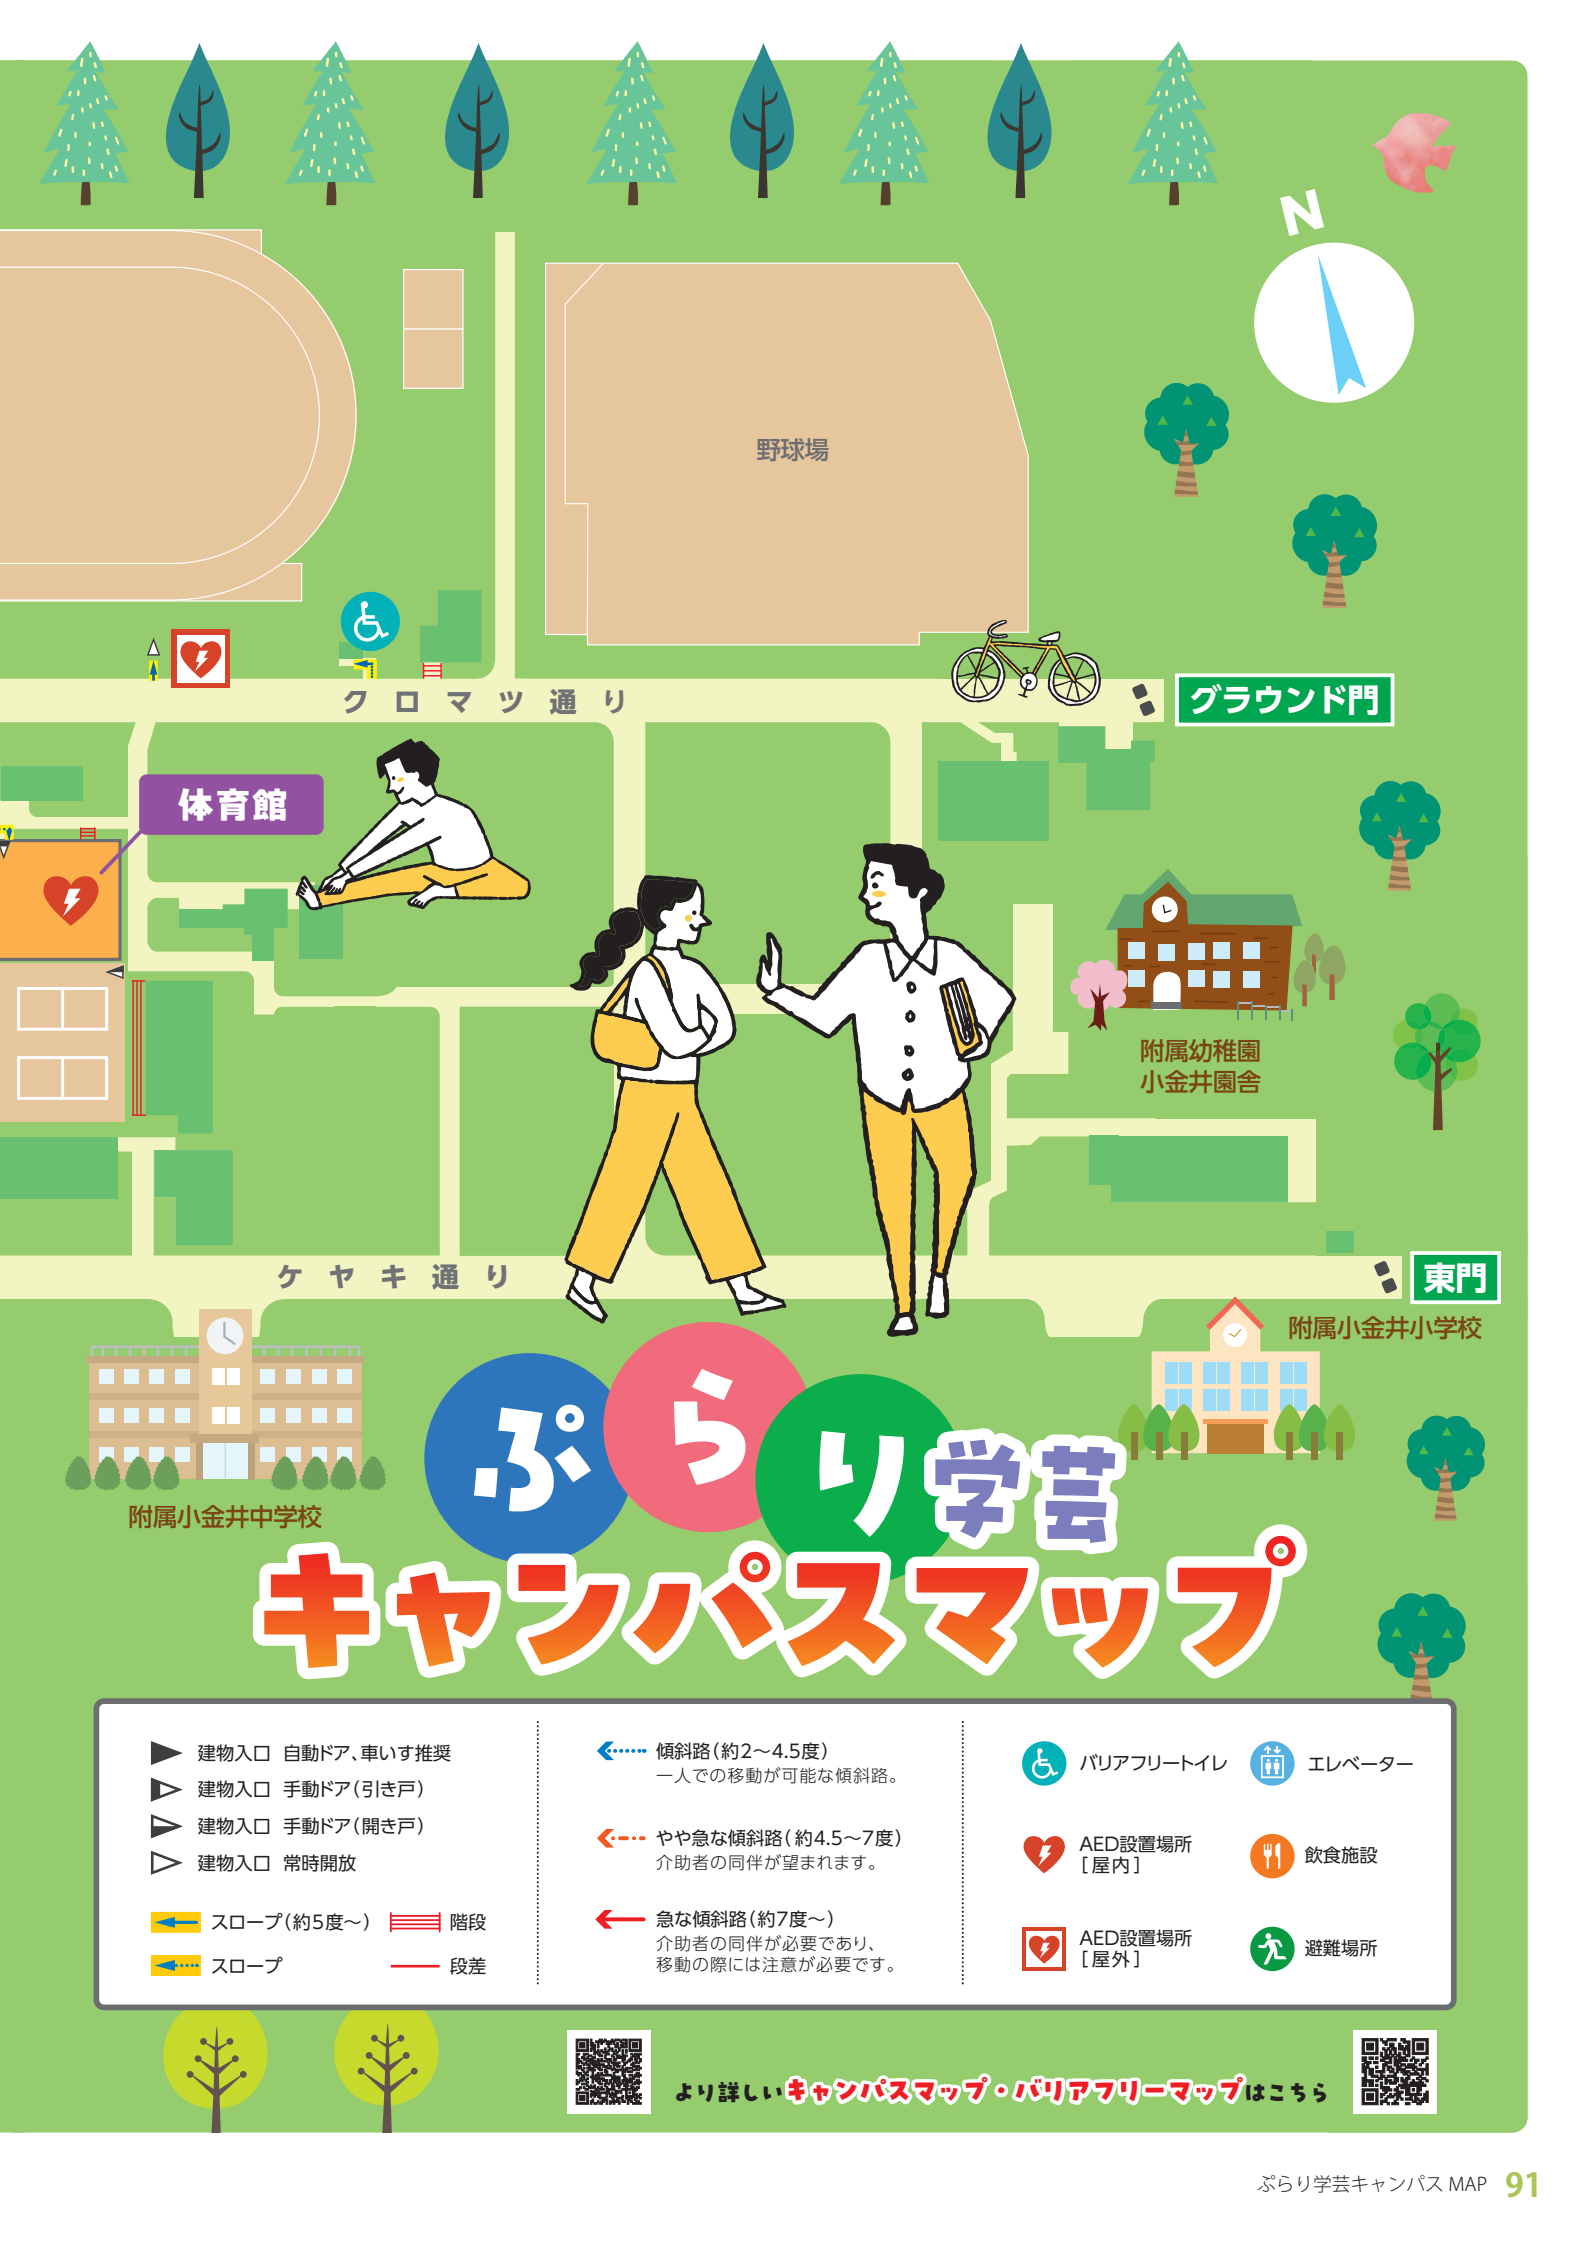 N
野球場
クロマツ通り
グラウンド門
体育館
附属幼稚園
小金井園舎
ケヤキ通り
東門
附属小金井小学校
附属小金井中学校
ぷらり学芸
キャンパスマップ
建物入口 自動ドア、車いす推奨
建物入口 手動ドア(引き戸)
建物入口 手動ドア(開き戸)
建物入口 常時開放
スロープ(約5度〜)
階段
スロープ
段差
傾斜路(約2〜4.5度)
一人での移動が可能な傾斜路。
やや急な傾斜路(約4.5〜7度)
介助者の同伴が望まれます。
急な傾斜路(約7度〜)
介助者の同伴が必要であり、
移動の際には注意が必要です。
バリアフリートイレ
エレベーター
AED設置場所
[屋内]
飲食施設
AED設置場所
[屋外]
避難場所
より詳しいキャンパスマップ・バリアフリーマップはこちら
ぷらり学芸キャンパス MAP 91